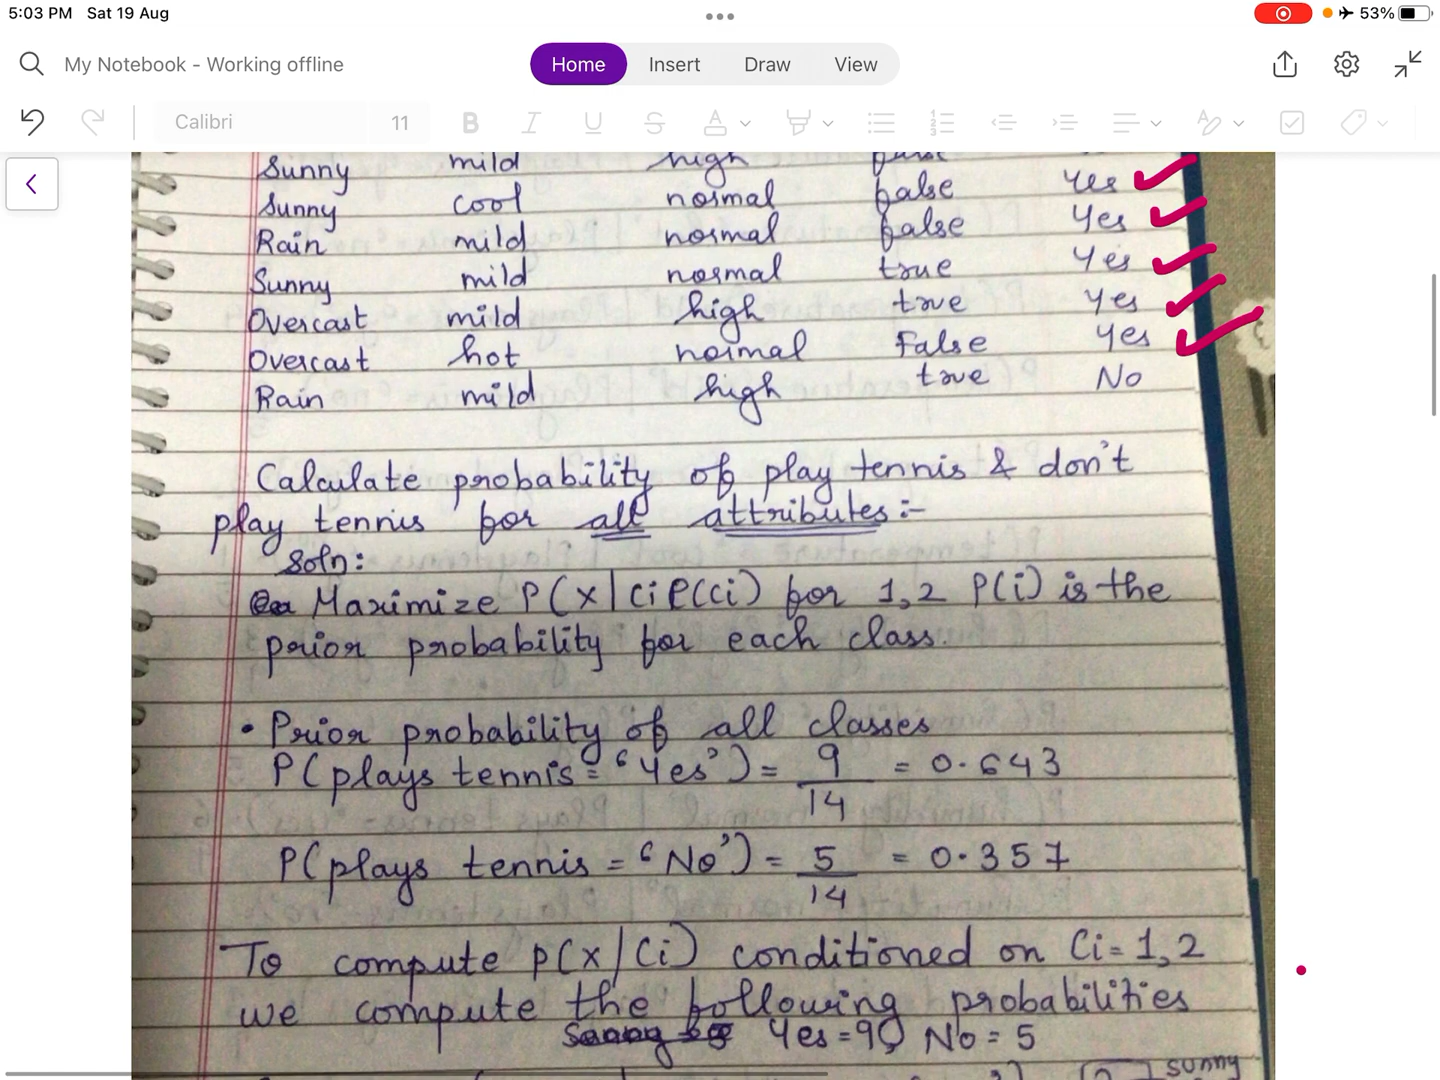 5:03 PM Sat 19 Aug
53%
My Notebook - Working offline
Home Insert Draw View
Calibri 11 B I U S A
Sunny mild high false
Sunny cool normal false Yes
Rain mild normal false Yes
Sunny mild normal true Yes
Overcast mild high true Yes
Overcast hot normal False Yes
Rain mild high true No
Calculate probability of play tennis & don't
play tennis for all attributes :-
Soln:
Maximize P(X|CiP(Ci) for 1,2 P(i) is the
prior probability for each class.
• Prior probability of all classes
P(plays tennis = 'Yes') = 9/14 = 0.643
P(plays tennis = 'No') = 5/14 = 0.357
To compute P(X/Ci) conditioned on Ci = 1,2
we compute the following probabilities
Yes = 9, No = 5
sunny